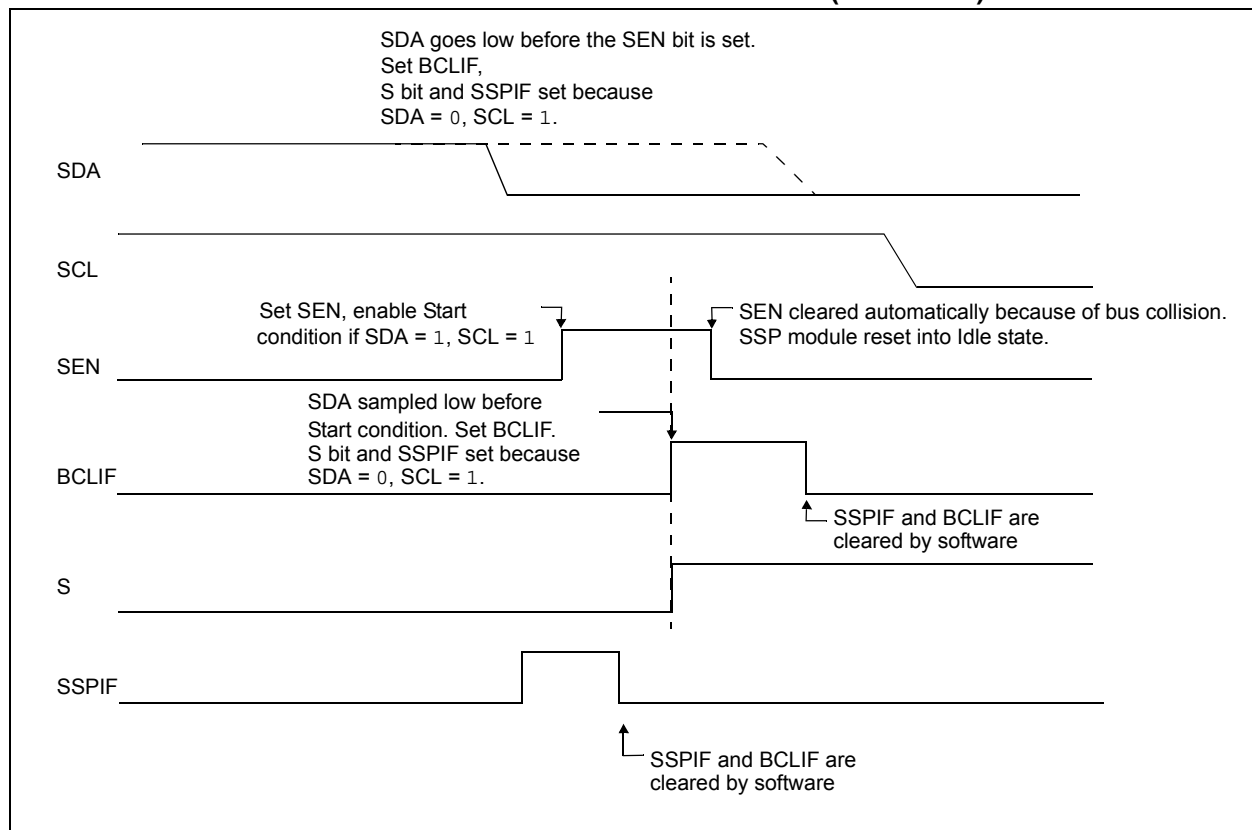 SDA goes low before the SEN bit is set.
Set BCLIF,
S bit and SSPIF set because
SDA = 0, SCL = 1.
SDA
SCL
Set SEN, enable Start
condition if SDA = 1, SCL = 1
SEN cleared automatically because of bus collision.
SSP module reset into Idle state.
SEN
SDA sampled low before
Start condition. Set BCLIF.
S bit and SSPIF set because
SDA = 0, SCL = 1.
BCLIF
SSPIF and BCLIF are
cleared by software
S
SSPIF
SSPIF and BCLIF are
cleared by software